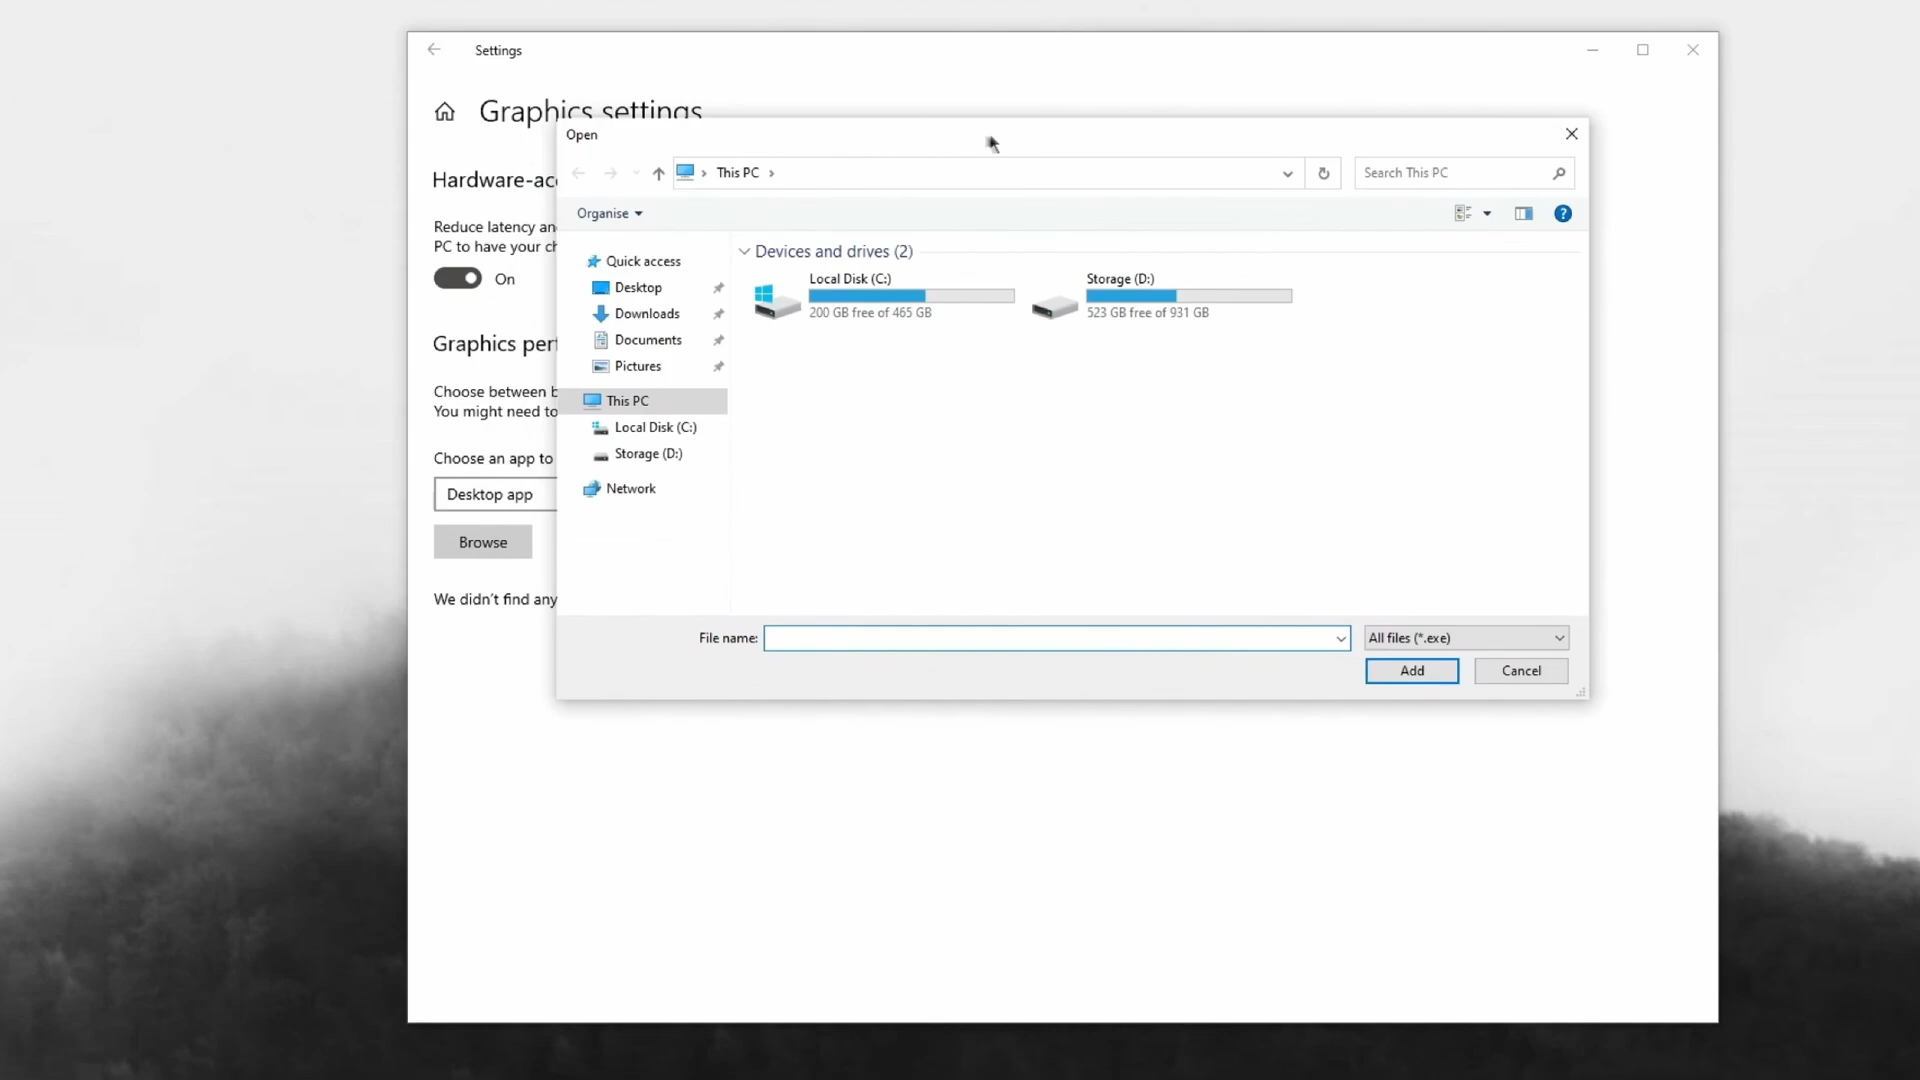 Settings
Graphics settings
Open
This PC
Search This PC
Hardware-acc
Organise
Reduce latency and
PC to have your ch
On
Quick access
Desktop
Downloads
Documents
Pictures
This PC
Local Disk (C:)
Storage (D:)
Network
Devices and drives (2)
Local Disk (C:)
200 GB free of 465 GB
Storage (D:)
523 GB free of 931 GB
Graphics perf
Choose between b
You might need to
Choose an app to
Desktop app
Browse
We didn't find any
File name:
All files (*.exe)
Add
Cancel